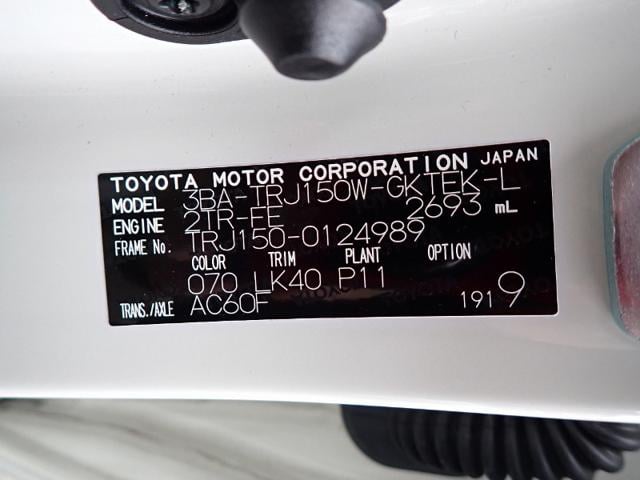 TOYOTA MOTOR CORPORATION JAPAN
MODEL 3BA-TRJ150W-GKTEK-L
ENGINE 2TR-FE 2693 mL
FRAME No. TRJ150-0124989
COLOR TRIM PLANT OPTION
070 LK40 P11
TRANS./AXLE AC60F 1919